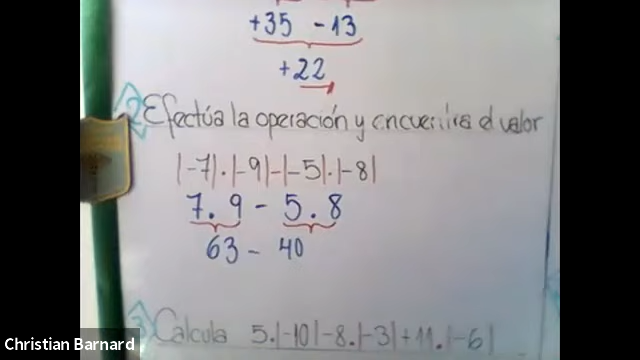 +35 -13
+22
2 Efectúa la operación y encuentra el valor
|-7|.|-9|-|-5|.|-8|
7. 9 - 5. 8
63 - 40
3 Calcula 5.|-10|-8.|-3|+11.|-6|
Christian Barnard